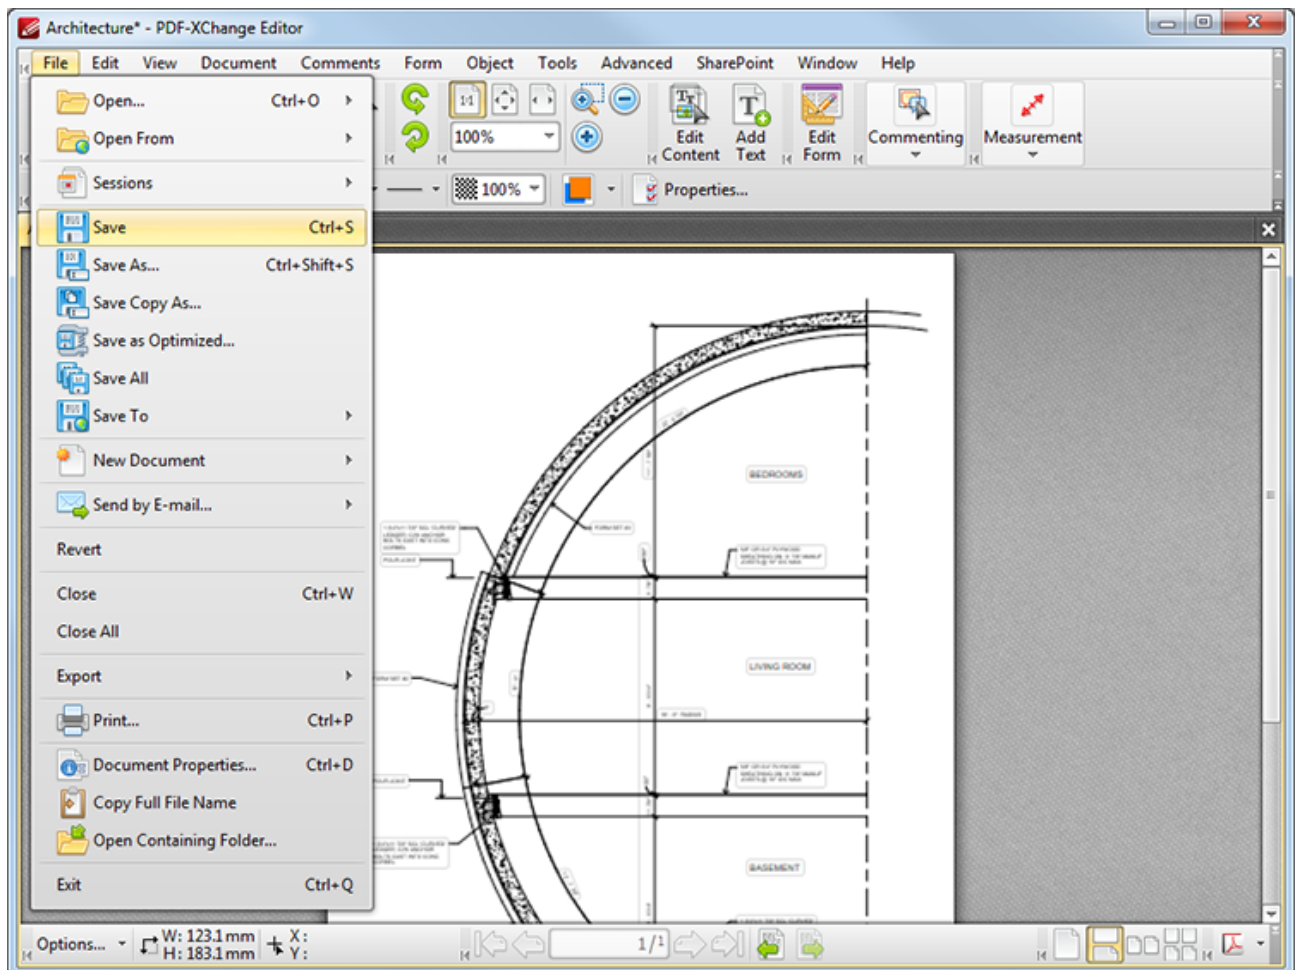 Architecture* - PDF-XChange Editor
File Edit View Document Comments Form Object Tools Advanced SharePoint Window Help
Open... Ctrl+O
Open From
Sessions
Save Ctrl+S
Save As... Ctrl+Shift+S
Save Copy As...
Save as Optimized...
Save All
Save To
New Document
Send by E-mail...
Revert
Close Ctrl+W
Close All
Export
Print... Ctrl+P
Document Properties... Ctrl+D
Copy Full File Name
Open Containing Folder...
Exit Ctrl+Q
1:1
100%
Edit Content
Add Text
Edit Form
Commenting
Measurement
100%
Properties...
BEDROOMS
LIVING ROOM
BASEMENT
Options...
W: 123.1 mm
H: 183.1 mm
X:
Y:
1/1